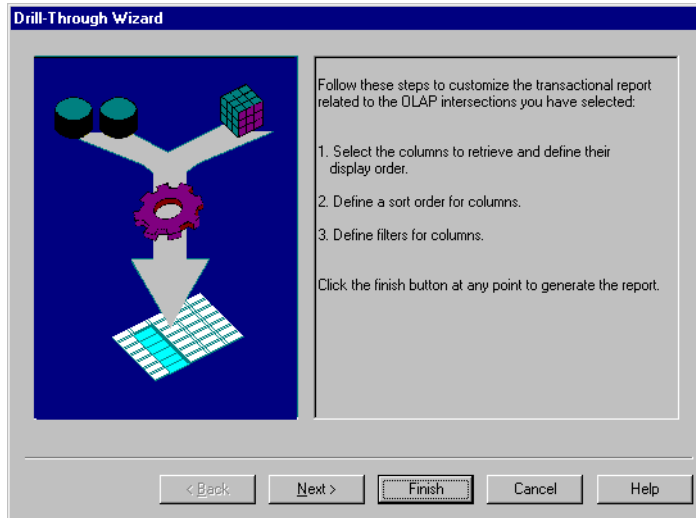 Drill-Through Wizard
Follow these steps to customize the transactional report
related to the OLAP intersections you have selected:
1. Select the columns to retrieve and define their
display order.
2. Define a sort order for columns.
3. Define filters for columns.
Click the finish button at any point to generate the report.
< Back
Next >
Finish
Cancel
Help